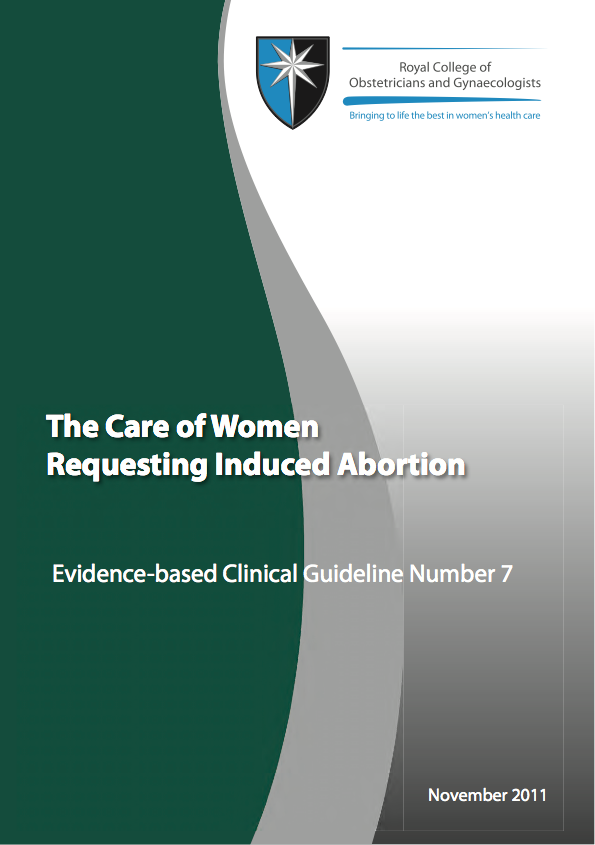 Royal College of
Obstetricians and Gynaecologists
Bringing to life the best in women's health care
The Care of Women
Requesting Induced Abortion
Evidence-based Clinical Guideline Number 7
November 2011